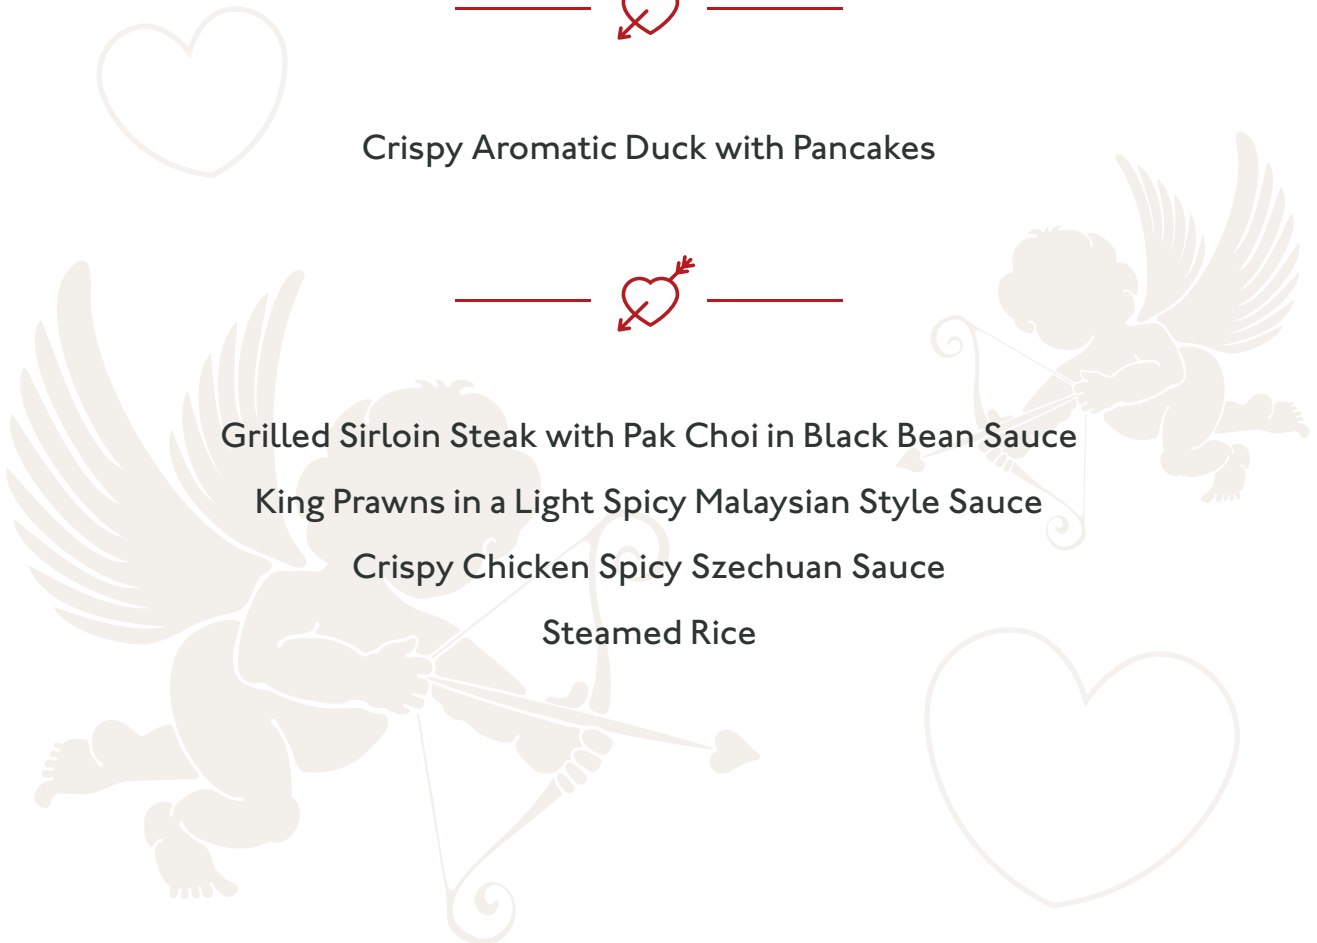 Crispy Aromatic Duck with Pancakes
Grilled Sirloin Steak with Pak Choi in Black Bean Sauce
King Prawns in a Light Spicy Malaysian Style Sauce
Crispy Chicken Spicy Szechuan Sauce
Steamed Rice